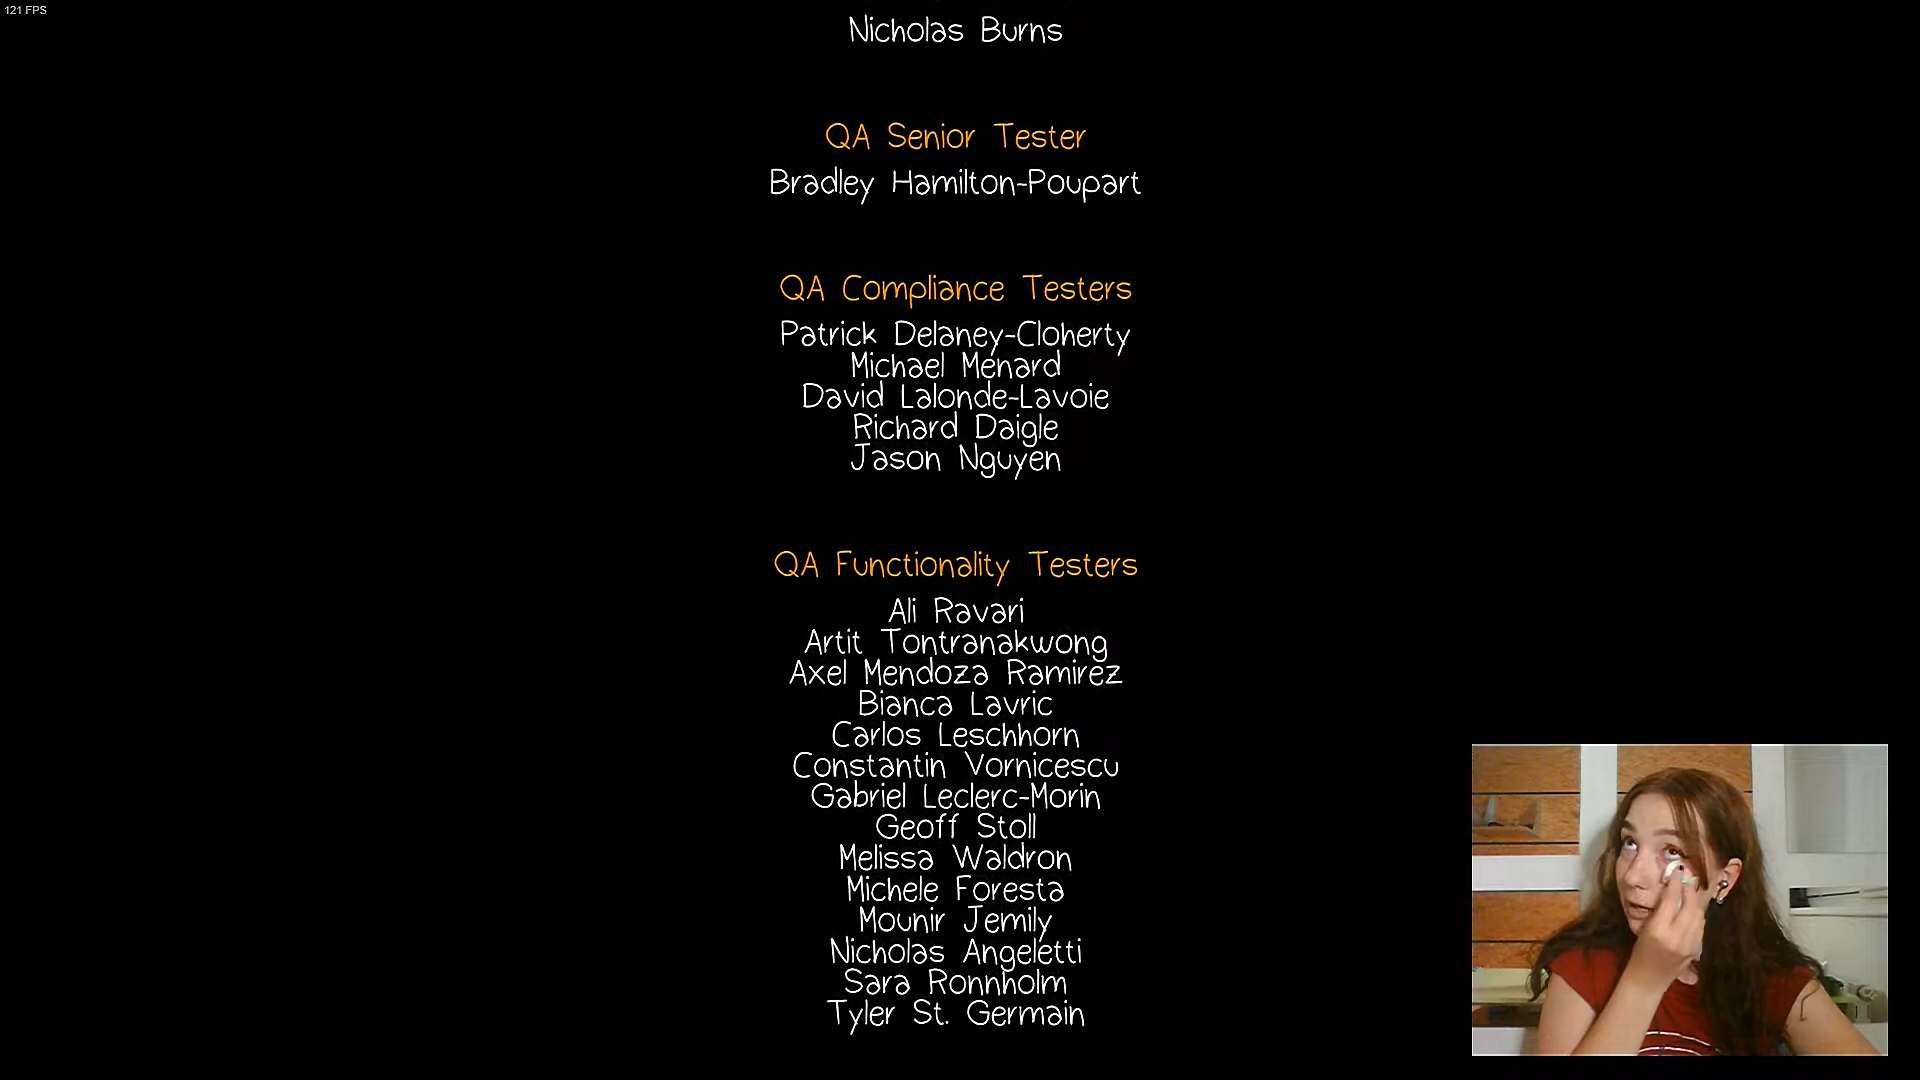 121 FPS
Nicholas Burns
QA Senior Tester
Bradley Hamilton-Poupart
QA Compliance Testers
Patrick Delaney-Cloherty
Michael Menard
David Lalonde-Lavoie
Richard Daigle
Jason Nguyen
QA Functionality Testers
Ali Ravari
Artit Tontranakwong
Axel Mendoza Ramirez
Bianca Lavric
Carlos Leschhorn
Constantin Vornicescu
Gabriel Leclerc-Morin
Geoff Stoll
Melissa Waldron
Michele Foresta
Mounir Jemily
Nicholas Angeletti
Sara Ronnholm
Tyler St. Germain